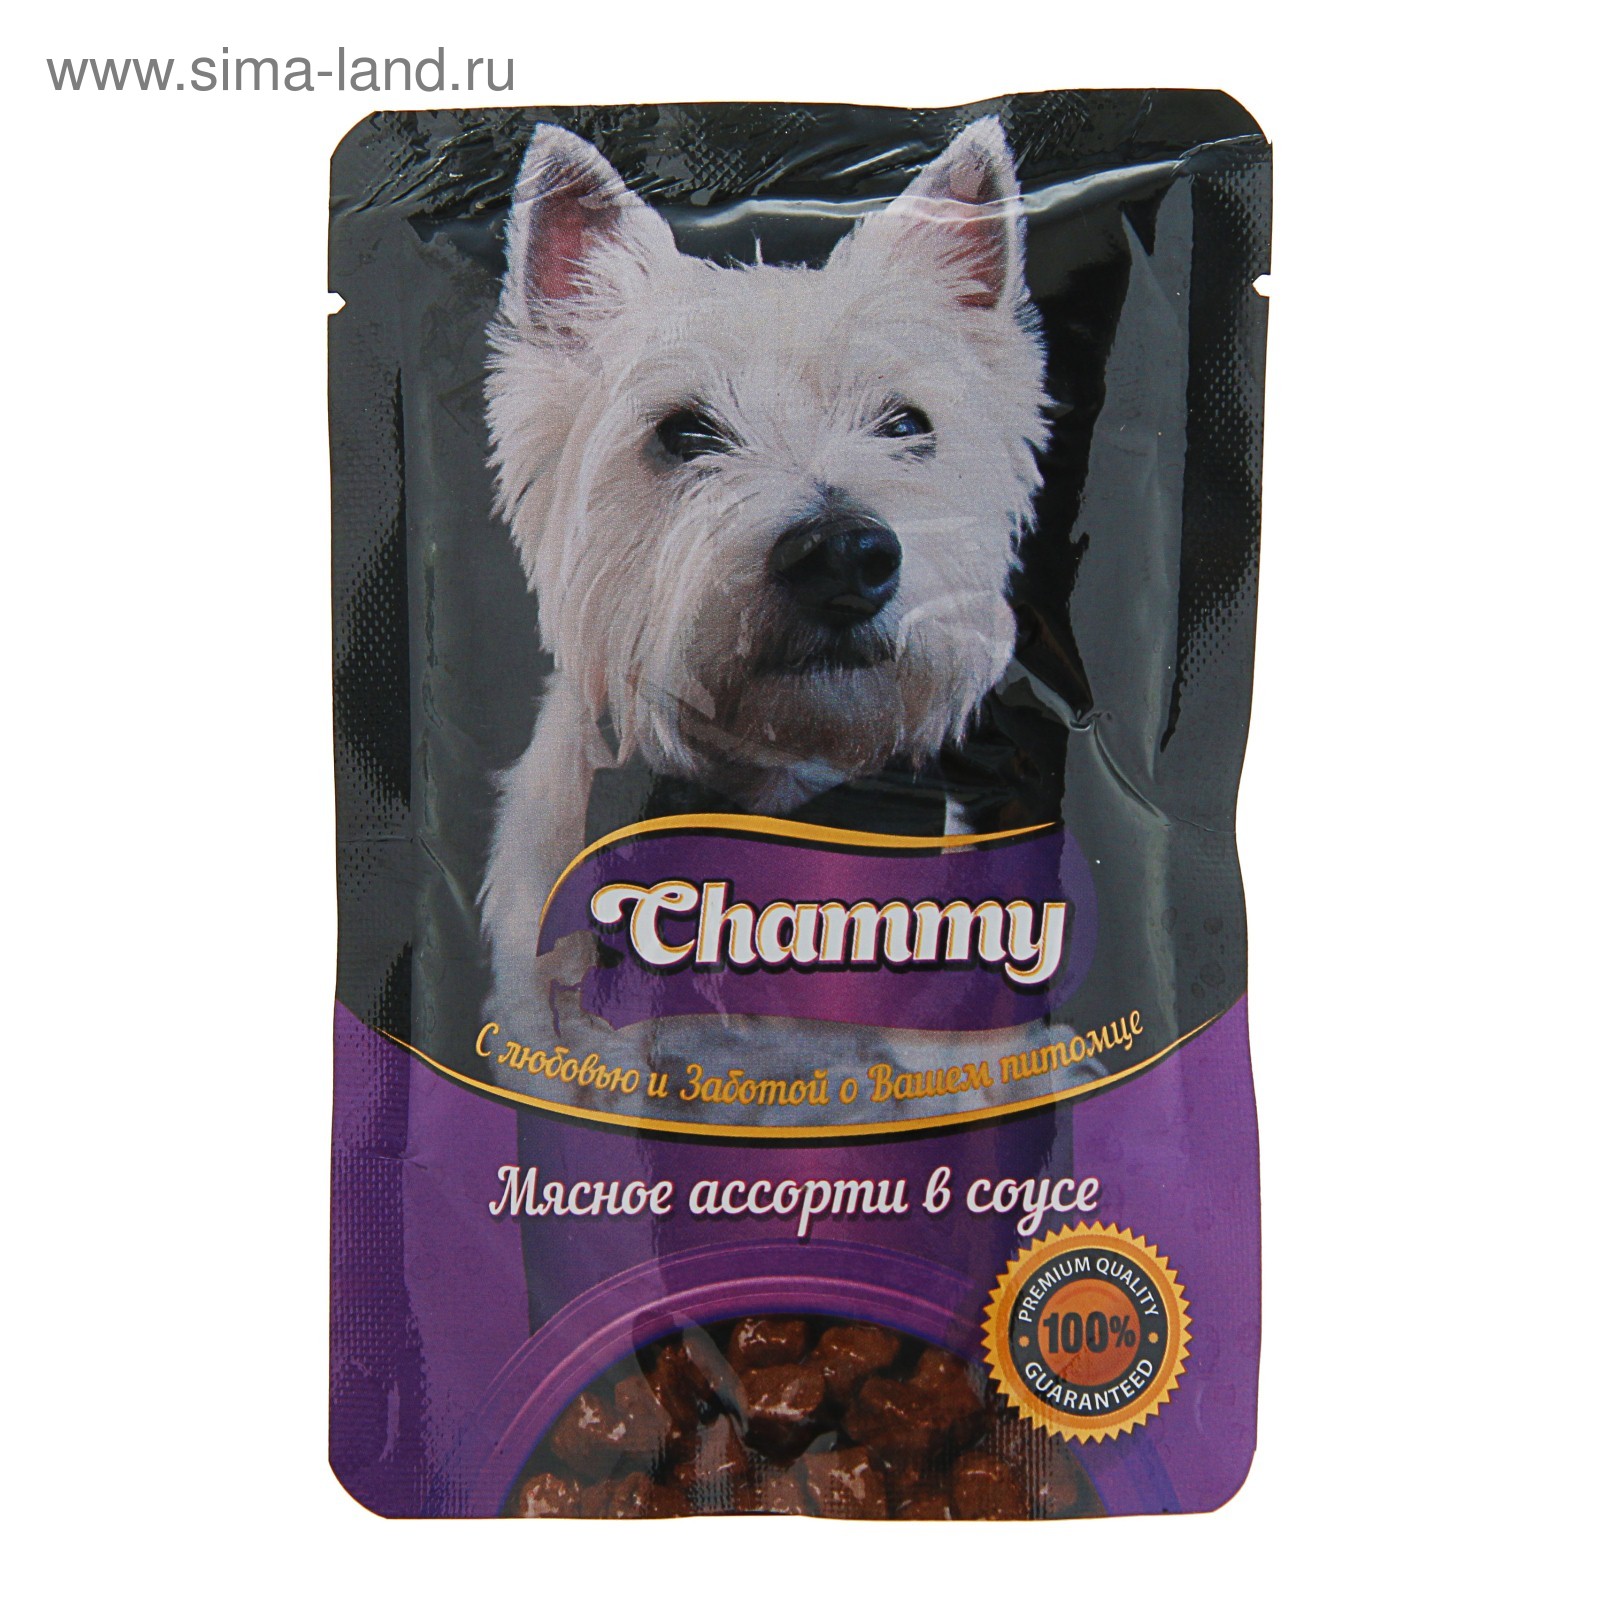 www.sima-land.ru
Chammy
С любовью и Заботой о Вашем питомце
Мясное ассорти в соусе
PREMIUM QUALITY
100%
GUARANTEED